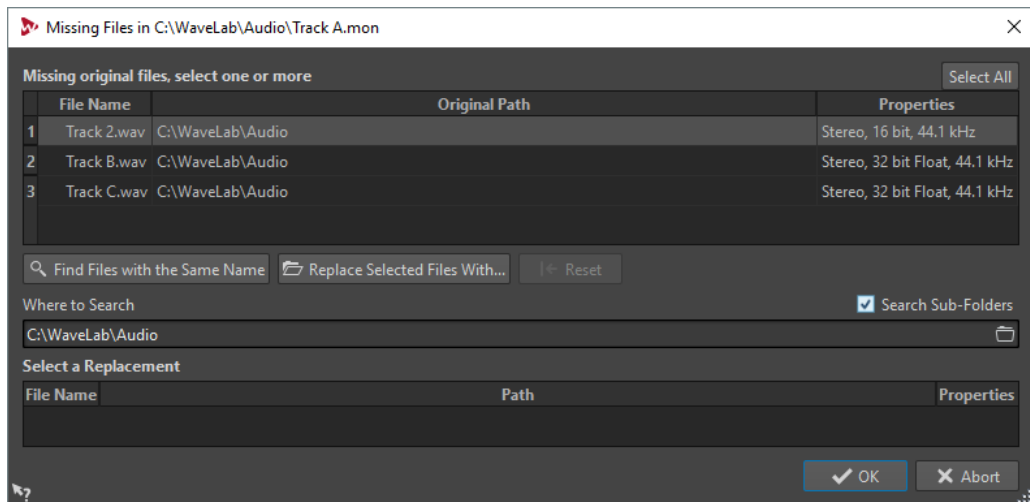 Missing Files in C:\WaveLab\Audio\Track A.mon
Missing original files, select one or more Select All
File Name Original Path Properties
1 Track 2.wav C:\WaveLab\Audio Stereo, 16 bit, 44.1 kHz
2 Track B.wav C:\WaveLab\Audio Stereo, 32 bit Float, 44.1 kHz
3 Track C.wav C:\WaveLab\Audio Stereo, 32 bit Float, 44.1 kHz
Find Files with the Same Name Replace Selected Files With... Reset
Where to Search Search Sub-Folders
C:\WaveLab\Audio
Select a Replacement
File Name Path Properties
OK Abort